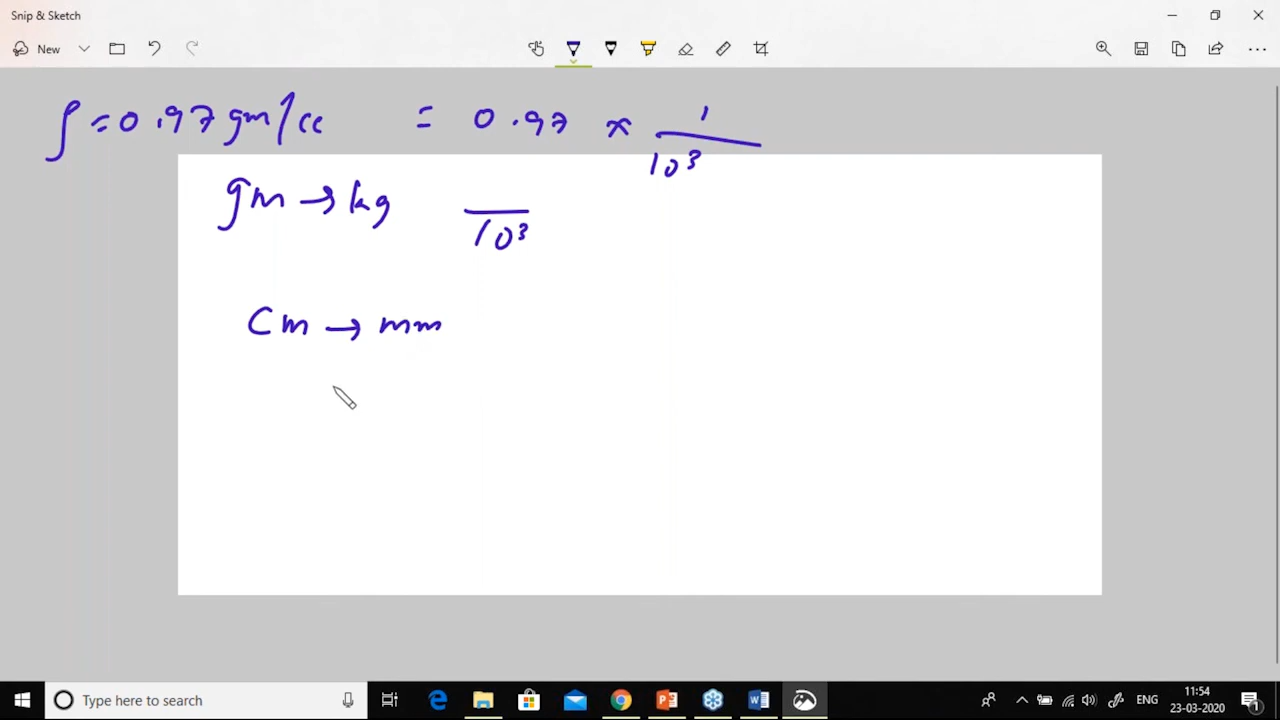 Snip & Sketch
New
ρ = 0.97 gm/cc = 0.97 × 1/10³
gm → kg /10³
Cm → mm
Type here to search
ENG
11:54
23-03-2020
1